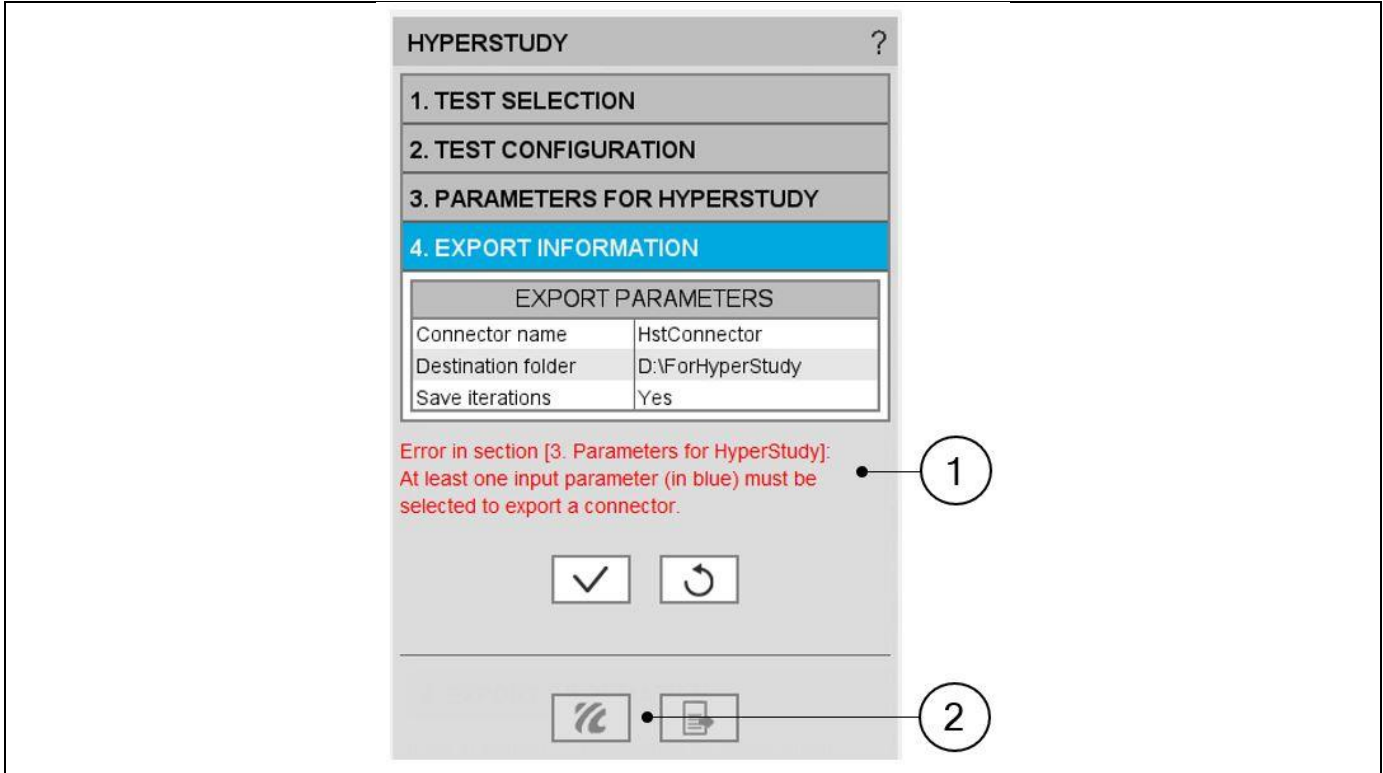 HYPERSTUDY ?
1. TEST SELECTION
2. TEST CONFIGURATION
3. PARAMETERS FOR HYPERSTUDY
4. EXPORT INFORMATION
EXPORT PARAMETERS
Connector name HstConnector
Destination folder D:\ForHyperStudy
Save iterations Yes
Error in section [3. Parameters for HyperStudy]:
At least one input parameter (in blue) must be
selected to export a connector.
1
2